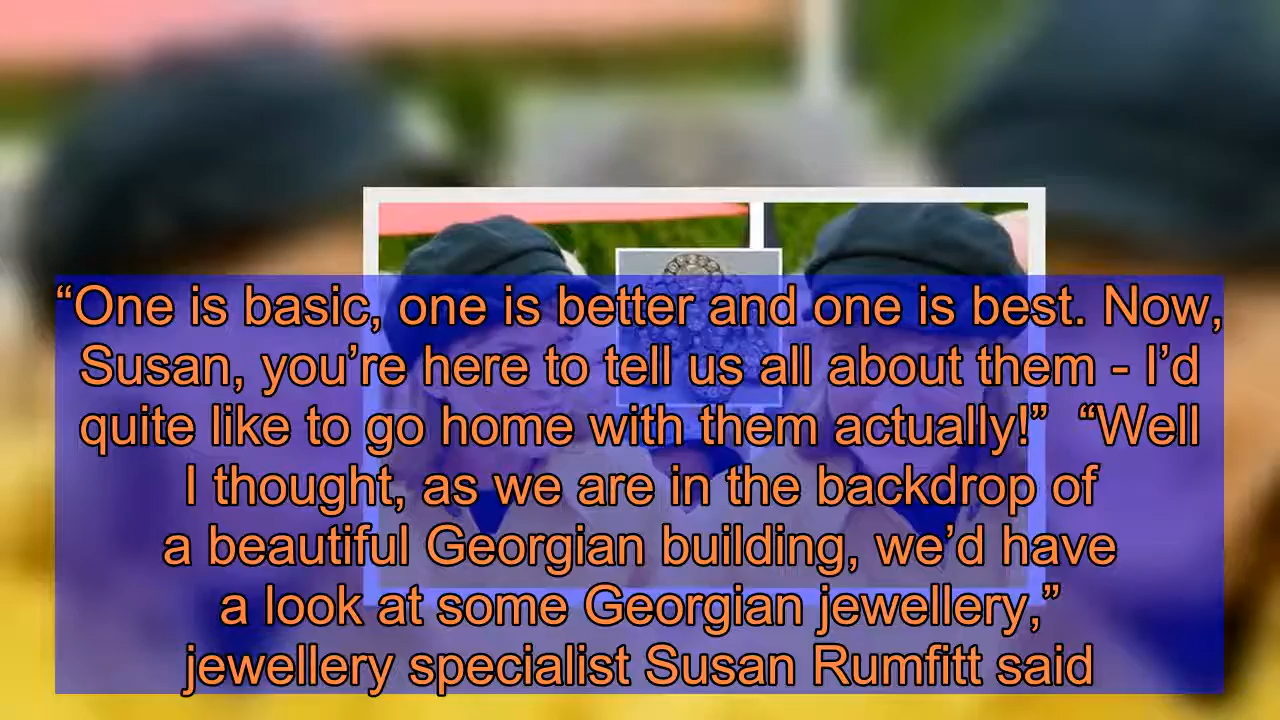 “One is basic, one is better and one is best. Now,
Susan, you’re here to tell us all about them - I’d
quite like to go home with them actually!”  “Well
I thought, as we are in the backdrop of
a beautiful Georgian building, we’d have
a look at some Georgian jewellery,”
jewellery specialist Susan Rumfitt said